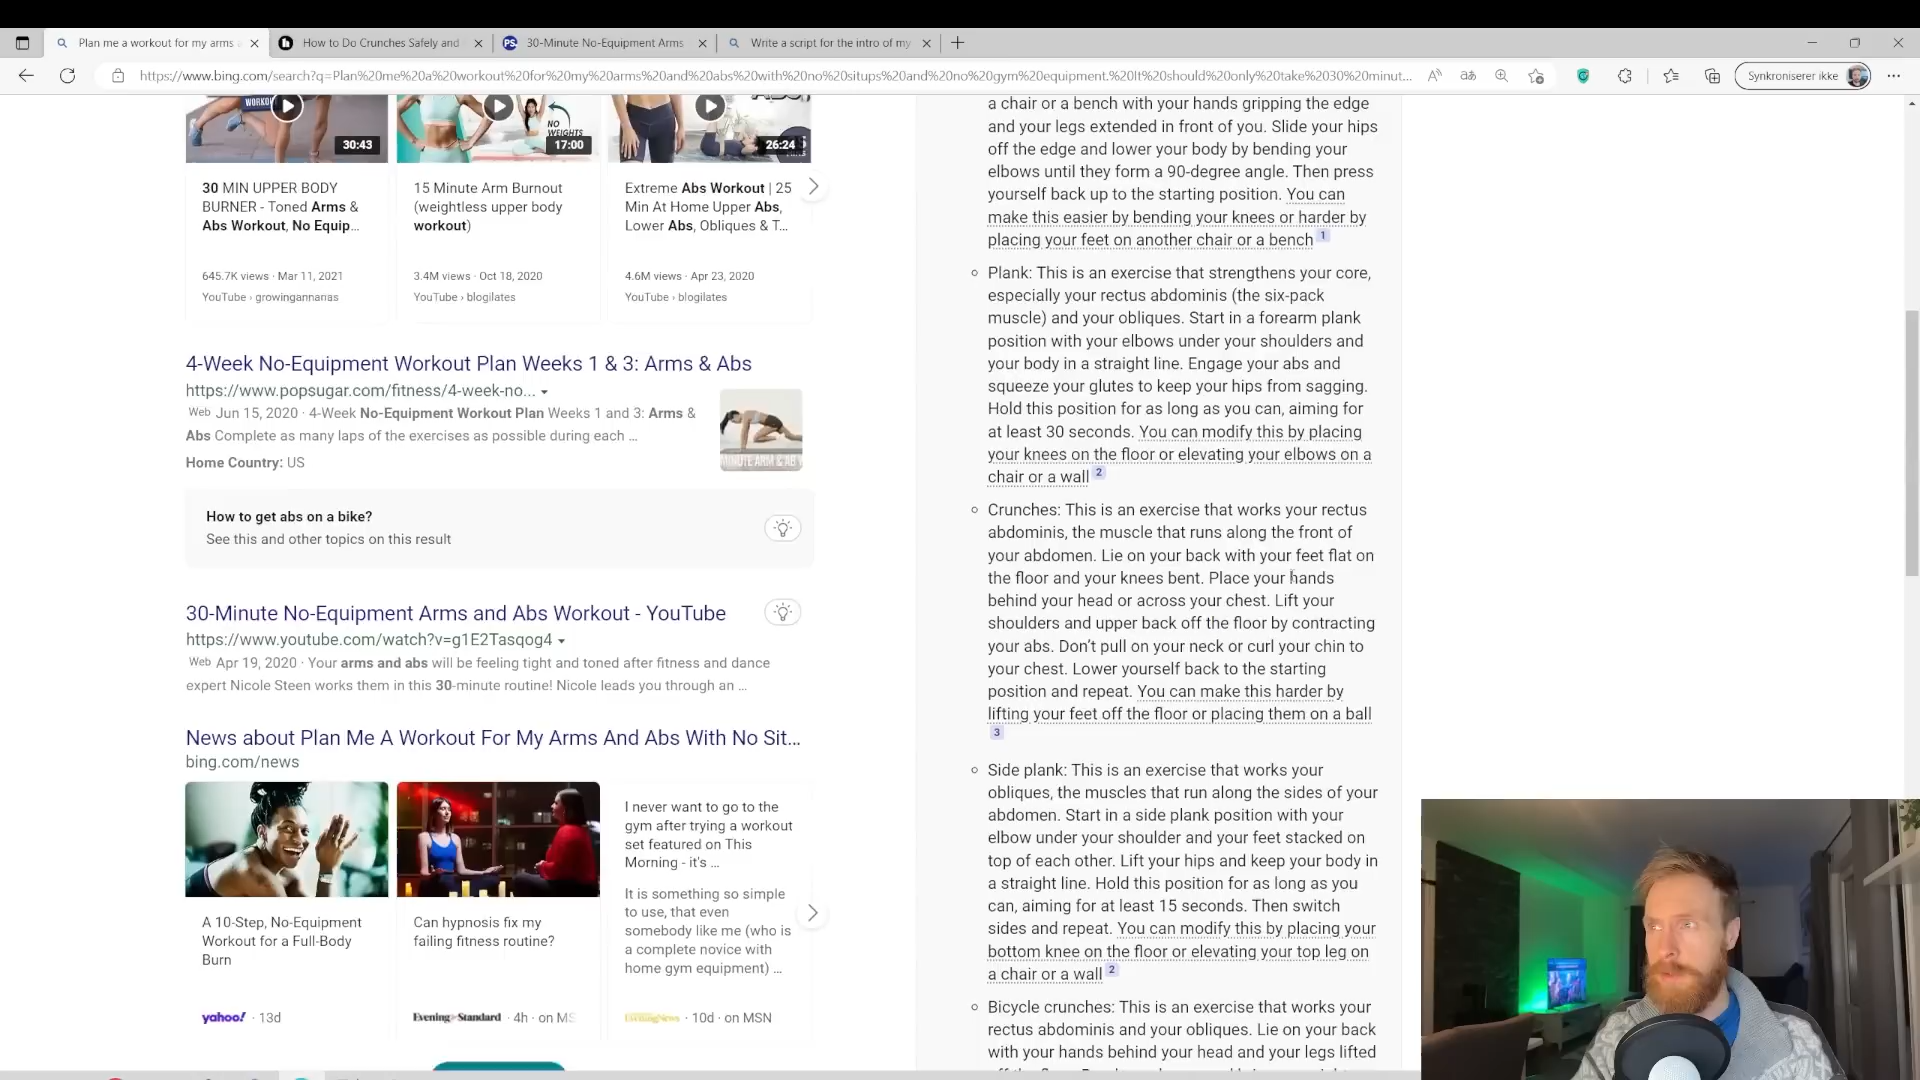 Plan me a workout for my arms
How to Do Crunches Safely and
PS
30-Minute No-Equipment Arms
Write a script for the intro of my
https://www.bing.com/search?q=Plan%20me%20a%20workout%20for%20my%20arms%20and%20abs%20with%20no%20situps%20and%20no%20gym%20equipment.%20It%20should%20only%20take%2030%20minut...
Synkroniserer ikke
WORKO
30:43
NO
WEIGHTS
17:00
26:24
30 MIN UPPER BODY
BURNER - Toned Arms &
Abs Workout, No Equip...
645.7K views · Mar 11, 2021
YouTube › growingannanas
15 Minute Arm Burnout
(weightless upper body
workout)
3.4M views · Oct 18, 2020
YouTube › blogilates
Extreme Abs Workout | 25
Min At Home Upper Abs,
Lower Abs, Obliques & T...
4.6M views · Apr 23, 2020
YouTube › blogilates
4-Week No-Equipment Workout Plan Weeks 1 & 3: Arms & Abs
https://www.popsugar.com/fitness/4-week-no...
Web Jun 15, 2020 · 4-Week No-Equipment Workout Plan Weeks 1 and 3: Arms &
Abs Complete as many laps of the exercises as possible during each ...
Home Country: US
How to get abs on a bike?
See this and other topics on this result
30-Minute No-Equipment Arms and Abs Workout - YouTube
https://www.youtube.com/watch?v=g1E2Tasqog4
Web Apr 19, 2020 · Your arms and abs will be feeling tight and toned after fitness and dance
expert Nicole Steen works them in this 30-minute routine! Nicole leads you through an ...
News about Plan Me A Workout For My Arms And Abs With No Sit...
bing.com/news
A 10-Step, No-Equipment
Workout for a Full-Body
Burn
yahoo! · 13d
Can hypnosis fix my
failing fitness routine?
Evening Standard · 4h · on MS
I never want to go to the
gym after trying a workout
set featured on This
Morning - it's ...
It is something so simple
to use, that even
somebody like me (who is
a complete novice with
home gym equipment) ...
· 10d · on MSN
a chair or a bench with your hands gripping the edge
and your legs extended in front of you. Slide your hips
off the edge and lower your body by bending your
elbows until they form a 90-degree angle. Then press
yourself back up to the starting position. You can
make this easier by bending your knees or harder by
placing your feet on another chair or a bench 1
Plank: This is an exercise that strengthens your core,
especially your rectus abdominis (the six-pack
muscle) and your obliques. Start in a forearm plank
position with your elbows under your shoulders and
your body in a straight line. Engage your abs and
squeeze your glutes to keep your hips from sagging.
Hold this position for as long as you can, aiming for
at least 30 seconds. You can modify this by placing
your knees on the floor or elevating your elbows on a
chair or a wall 2
Crunches: This is an exercise that works your rectus
abdominis, the muscle that runs along the front of
your abdomen. Lie on your back with your feet flat on
the floor and your knees bent. Place your hands
behind your head or across your chest. Lift your
shoulders and upper back off the floor by contracting
your abs. Don't pull on your neck or curl your chin to
your chest. Lower yourself back to the starting
position and repeat. You can make this harder by
lifting your feet off the floor or placing them on a ball
3
Side plank: This is an exercise that works your
obliques, the muscles that run along the sides of your
abdomen. Start in a side plank position with your
elbow under your shoulder and your feet stacked on
top of each other. Lift your hips and keep your body in
a straight line. Hold this position for as long as you
can, aiming for at least 15 seconds. Then switch
sides and repeat. You can modify this by placing your
bottom knee on the floor or elevating your top leg on
a chair or a wall 2
Bicycle crunches: This is an exercise that works your
rectus abdominis and your obliques. Lie on your back
with your hands behind your head and your legs lifted